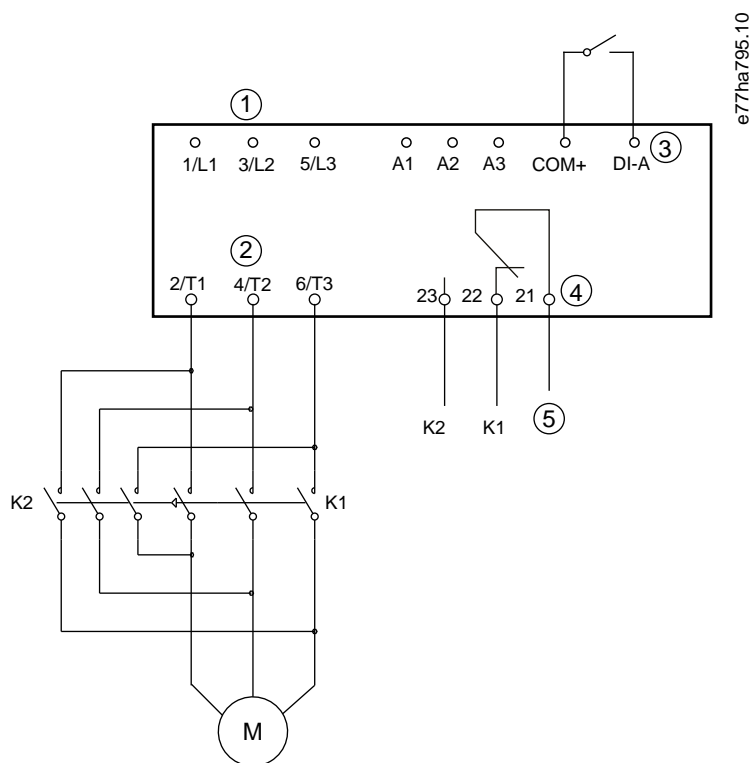 e77ha795.10
1
1/L1 3/L2 5/L3 A1 A2 A3 COM+ DI-A 3
2
2/T1 4/T2 6/T3 23 22 21 4
K2 K1 5
K2 K1
M